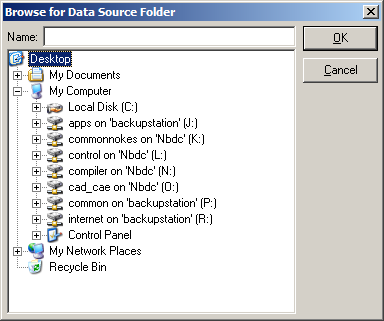 Browse for Data Source Folder
Name:
OK
Desktop
Cancel
My Documents
My Computer
Local Disk (C:)
apps on 'backupstation' (J:)
commonnokes on 'Nbdc' (K:)
control on 'Nbdc' (L:)
compiler on 'Nbdc' (N:)
cad_cae on 'Nbdc' (O:)
common on 'backupstation' (P:)
internet on 'backupstation' (R:)
Control Panel
My Network Places
Recycle Bin